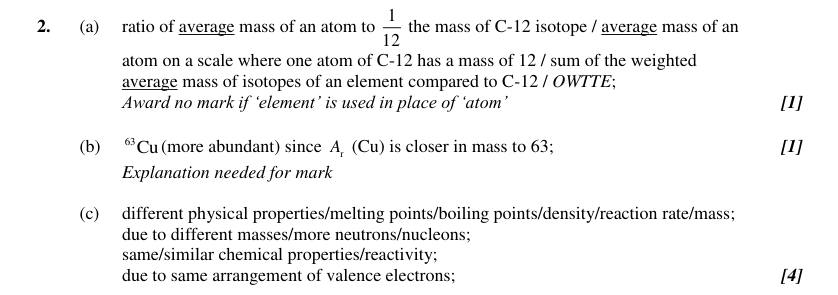 2. (a) ratio of average mass of an atom to 1/12 the mass of C-12 isotope / average mass of an
atom on a scale where one atom of C-12 has a mass of 12 / sum of the weighted
average mass of isotopes of an element compared to C-12 / OWTTE;
Award no mark if ‘element’ is used in place of ‘atom’ [1]
(b) ⁶³Cu (more abundant) since Aᵣ (Cu) is closer in mass to 63; [1]
Explanation needed for mark
(c) different physical properties/melting points/boiling points/density/reaction rate/mass;
due to different masses/more neutrons/nucleons;
same/similar chemical properties/reactivity;
due to same arrangement of valence electrons; [4]